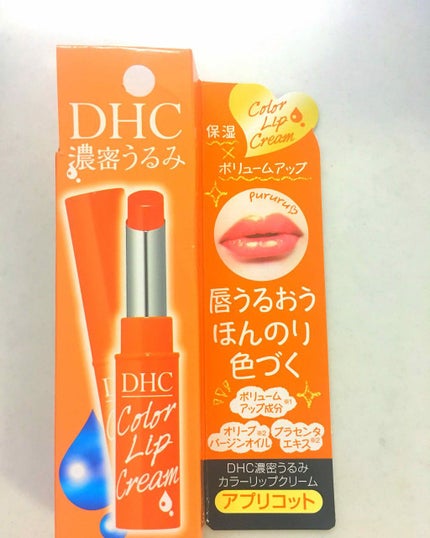 DHC
濃密うるみ
DHC
Color
Lip
Cream
Color
Lip
Cream
保湿
×
ボリュームアップ
pururu♡
唇うるおう
ほんのり
色づく
ボリューム
アップ成分※1
オリーブ※2
バージンオイル
プラセンタ
エキス※2
DHC濃密うるみ
カラーリップクリーム
アプリコット